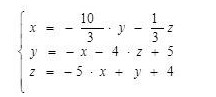 x = - 10/3 · y - 1/3 z
y = - x - 4 · z + 5
z = - 5 · x + y + 4